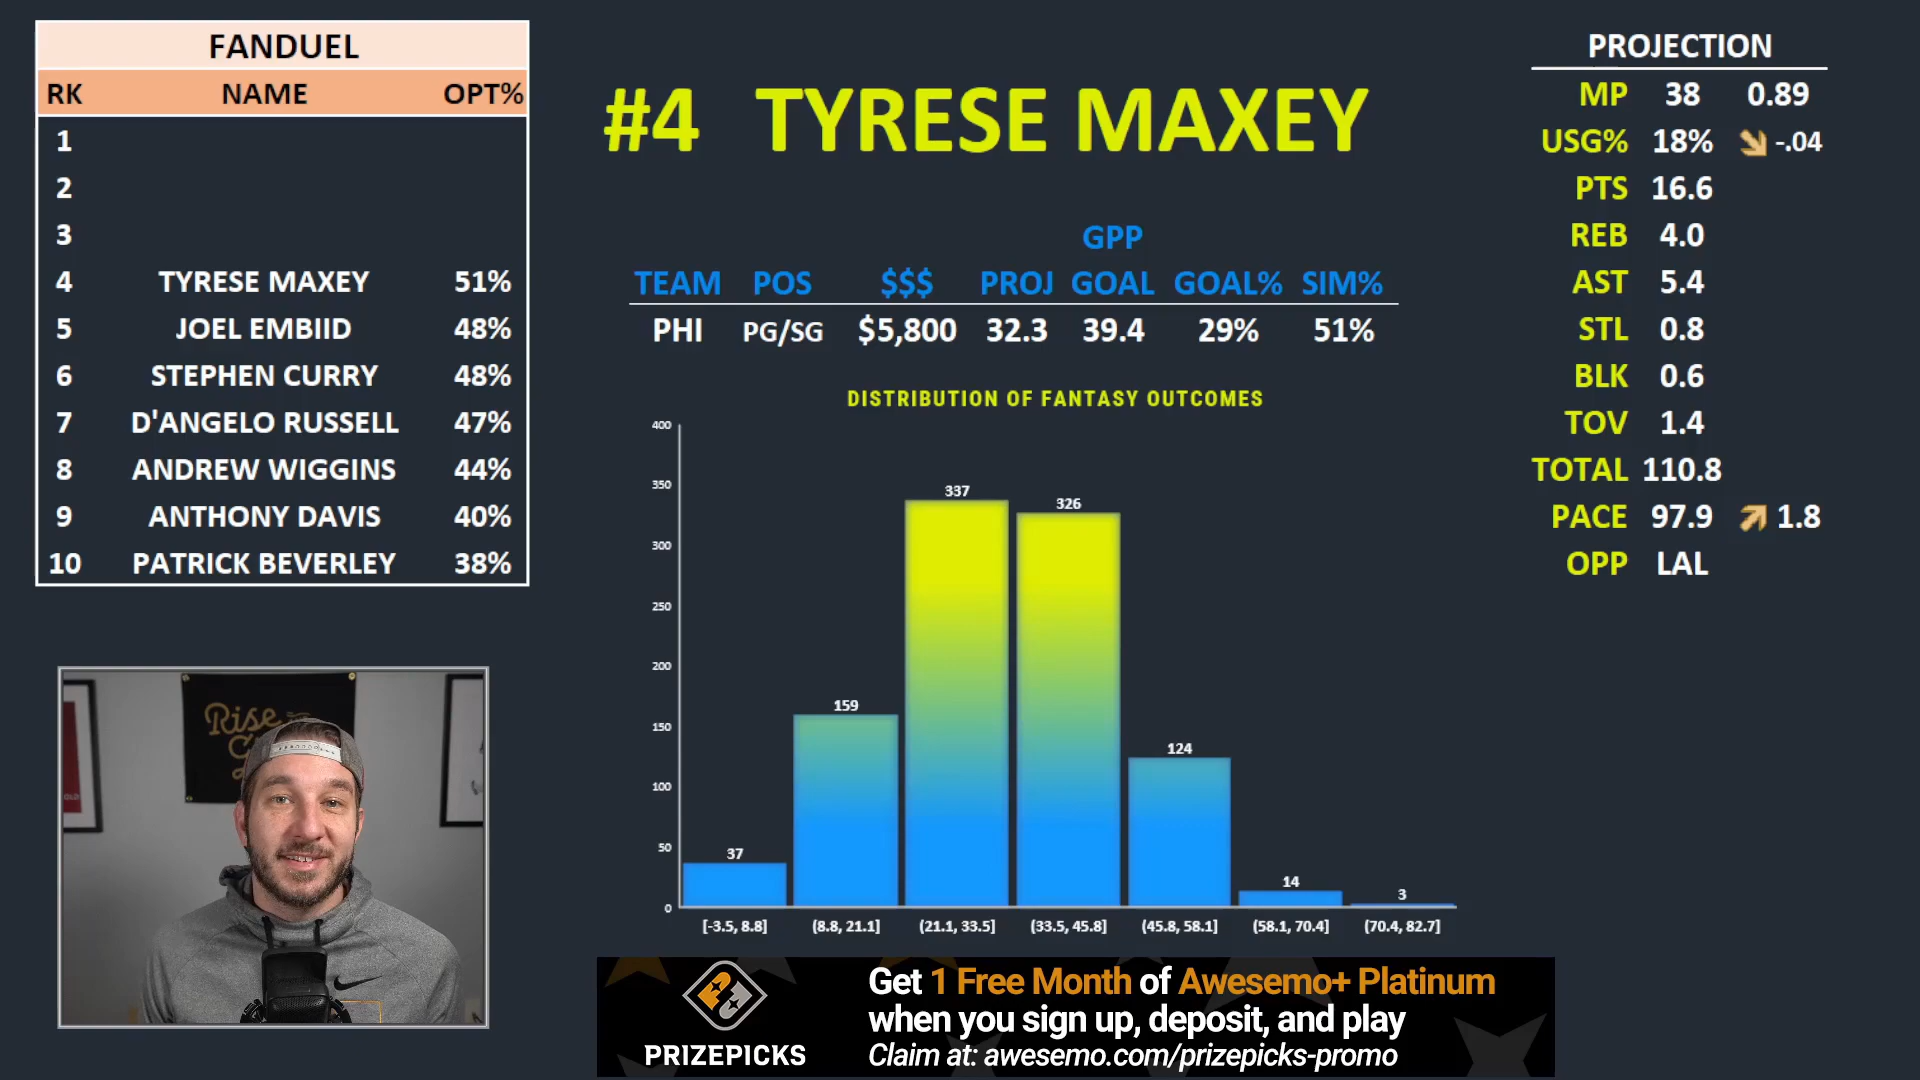 FANDUEL
RK NAME OPT%
1
2
3
4 TYRESE MAXEY 51%
5 JOEL EMBIID 48%
6 STEPHEN CURRY 48%
7 D'ANGELO RUSSELL 47%
8 ANDREW WIGGINS 44%
9 ANTHONY DAVIS 40%
10 PATRICK BEVERLEY 38%
#4 TYRESE MAXEY
GPP
TEAM POS $$$ PROJ GOAL GOAL% SIM%
PHI PG/SG $5,800 32.3 39.4 29% 51%
DISTRIBUTION OF FANTASY OUTCOMES
400
350
300
250
200
150
100
50
0
37
159
337
326
124
14
3
[-3.5, 8.8] (8.8, 21.1] (21.1, 33.5] (33.5, 45.8] (45.8, 58.1] (58.1, 70.4] (70.4, 82.7]
PROJECTION
MP 38 0.89
USG% 18% -.04
PTS 16.6
REB 4.0
AST 5.4
STL 0.8
BLK 0.6
TOV 1.4
TOTAL 110.8
PACE 97.9 1.8
OPP LAL
Rise
PRIZEPICKS
Get 1 Free Month of Awesemo+ Platinum
when you sign up, deposit, and play
Claim at: awesemo.com/prizepicks-promo